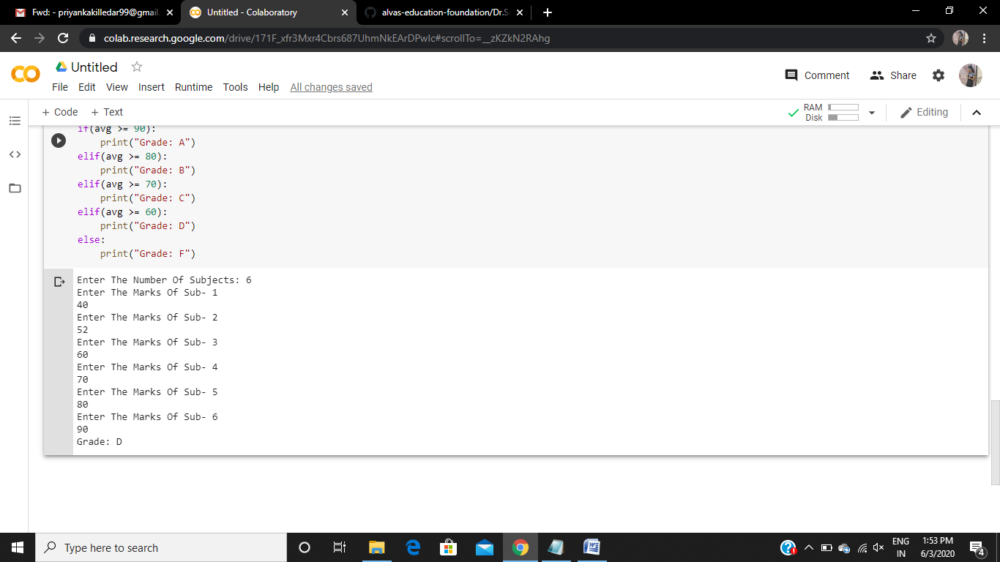 Fwd: - priyankakilledar99@gmail
Untitled - Colaboratory
alvas-education-foundation/Dr.S
colab.research.google.com/drive/171F_xfr3Mxr4Cbrs687UhmNkEArDPwIc#scrollTo=__zKZkN2RAhg
Untitled
Comment
Share
File Edit View Insert Runtime Tools Help All changes saved
+ Code + Text
RAM
Disk
Editing
if(avg >= 90):
print("Grade: A")
elif(avg >= 80):
print("Grade: B")
elif(avg >= 70):
print("Grade: C")
elif(avg >= 60):
print("Grade: D")
else:
print("Grade: F")
Enter The Number Of Subjects: 6
Enter The Marks Of Sub- 1
40
Enter The Marks Of Sub- 2
52
Enter The Marks Of Sub- 3
60
Enter The Marks Of Sub- 4
70
Enter The Marks Of Sub- 5
80
Enter The Marks Of Sub- 6
90
Grade: D
Type here to search
ENG
IN
1:53 PM
6/3/2020
4